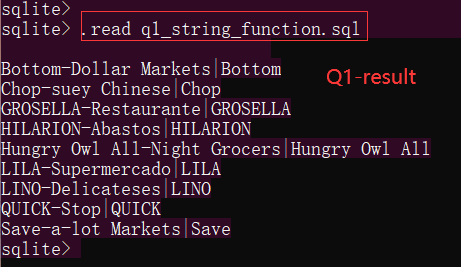 sqlite>
sqlite> .read q1_string_function.sql
Bottom-Dollar Markets|Bottom
Q1-result
Chop-suey Chinese|Chop
GROSELLA-Restaurante|GROSELLA
HILARION-Abastos|HILARION
Hungry Owl All-Night Grocers|Hungry Owl All
LILA-Supermercado|LILA
LINO-Delicateses|LINO
QUICK-Stop|QUICK
Save-a-lot Markets|Save
sqlite>